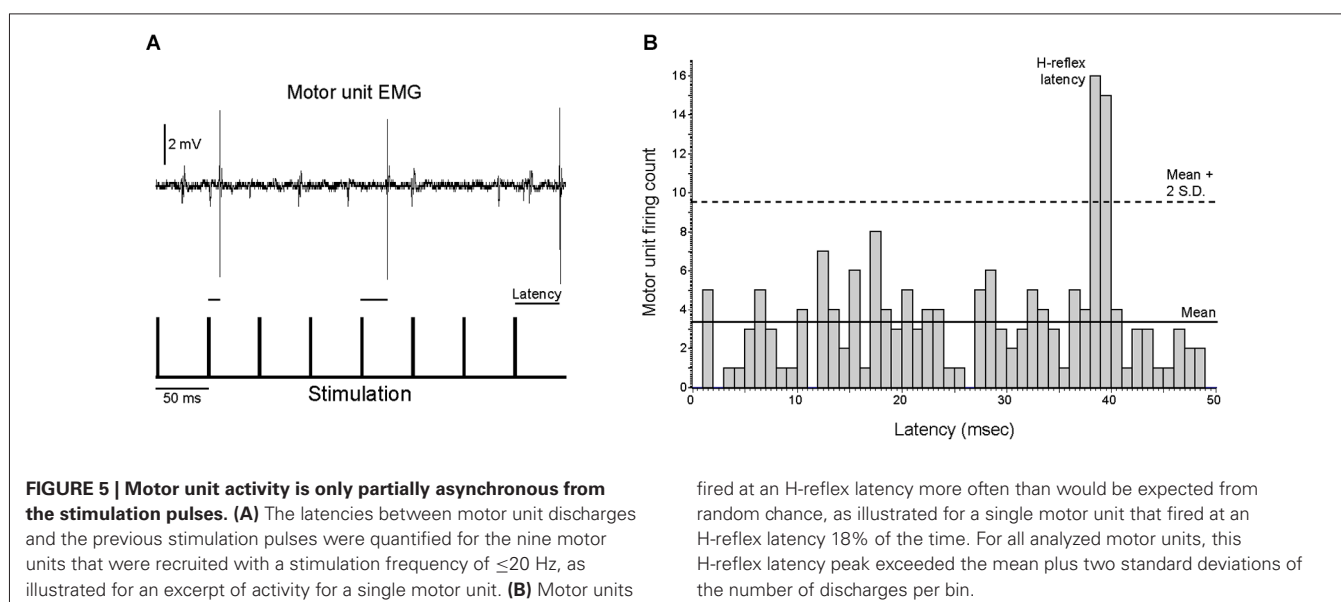 A
Motor unit EMG
2 mV
Latency
50 ms
Stimulation
B
H-reflex
latency
16
14
12
10
8
6
4
2
0
Mean +
2 S.D.
Mean
Motor unit firing count
0 10 20 30 40 50
Latency (msec)
FIGURE 5 | Motor unit activity is only partially asynchronous from
the stimulation pulses. (A) The latencies between motor unit discharges
and the previous stimulation pulses were quantified for the nine motor
units that were recruited with a stimulation frequency of ≤20 Hz, as
illustrated for an excerpt of activity for a single motor unit. (B) Motor units
fired at an H-reflex latency more often than would be expected from
random chance, as illustrated for a single motor unit that fired at an
H-reflex latency 18% of the time. For all analyzed motor units, this
H-reflex latency peak exceeded the mean plus two standard deviations of
the number of discharges per bin.